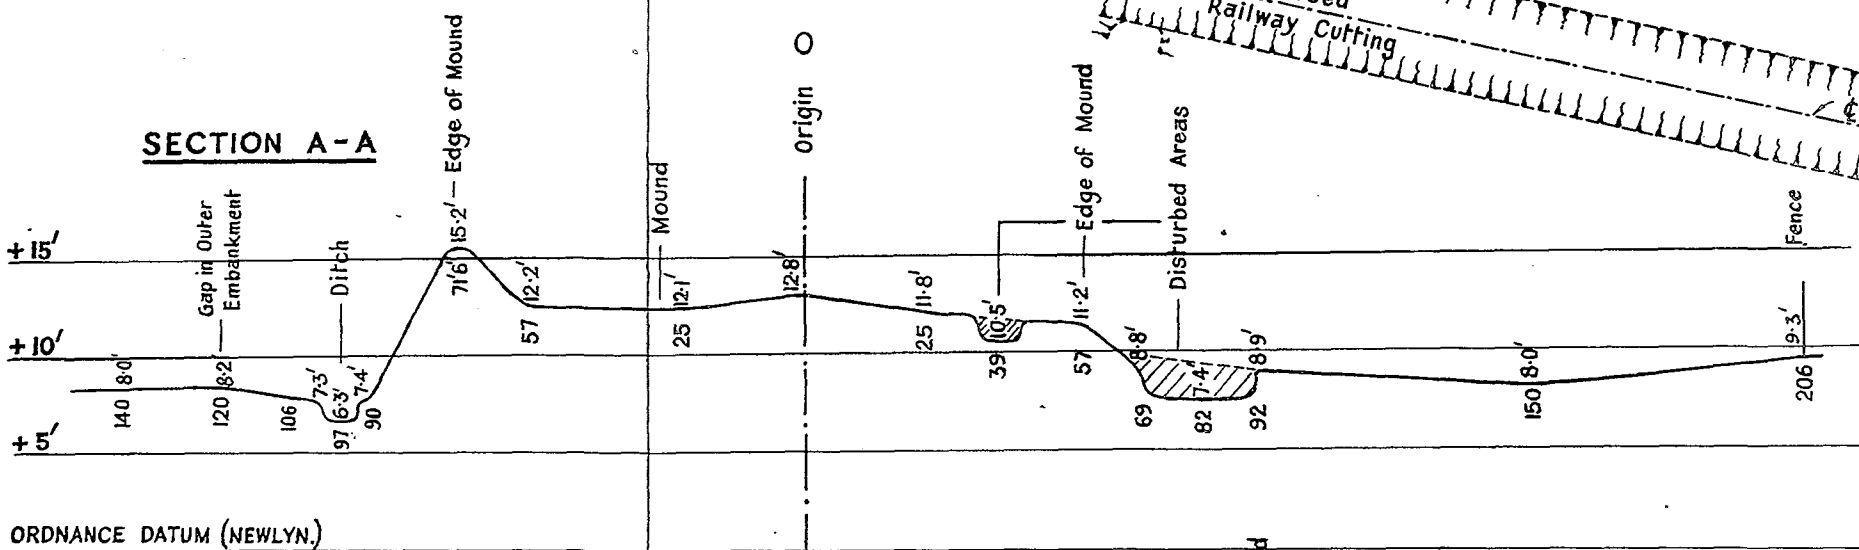 Railway Cutting
SECTION A-A
Origin O
15·2' — Edge of Mound
Edge of Mound
Disturbed Areas
Gap in Outer
Embankment
Ditch
Mound
Fence
+15'
71'6"
12·2'
12·1'
12·8'
11·8'
10·5'
11·2'
57
25
25
39
57
+10'
8·8'
8·9'
9·3'
8·0'
8·2'
7·3'
6·3'
7·4'
7·4'
8·0'
140
120
106
97
90
69
82
92
150
206
+5'
ORDNANCE DATUM (NEWLYN.)